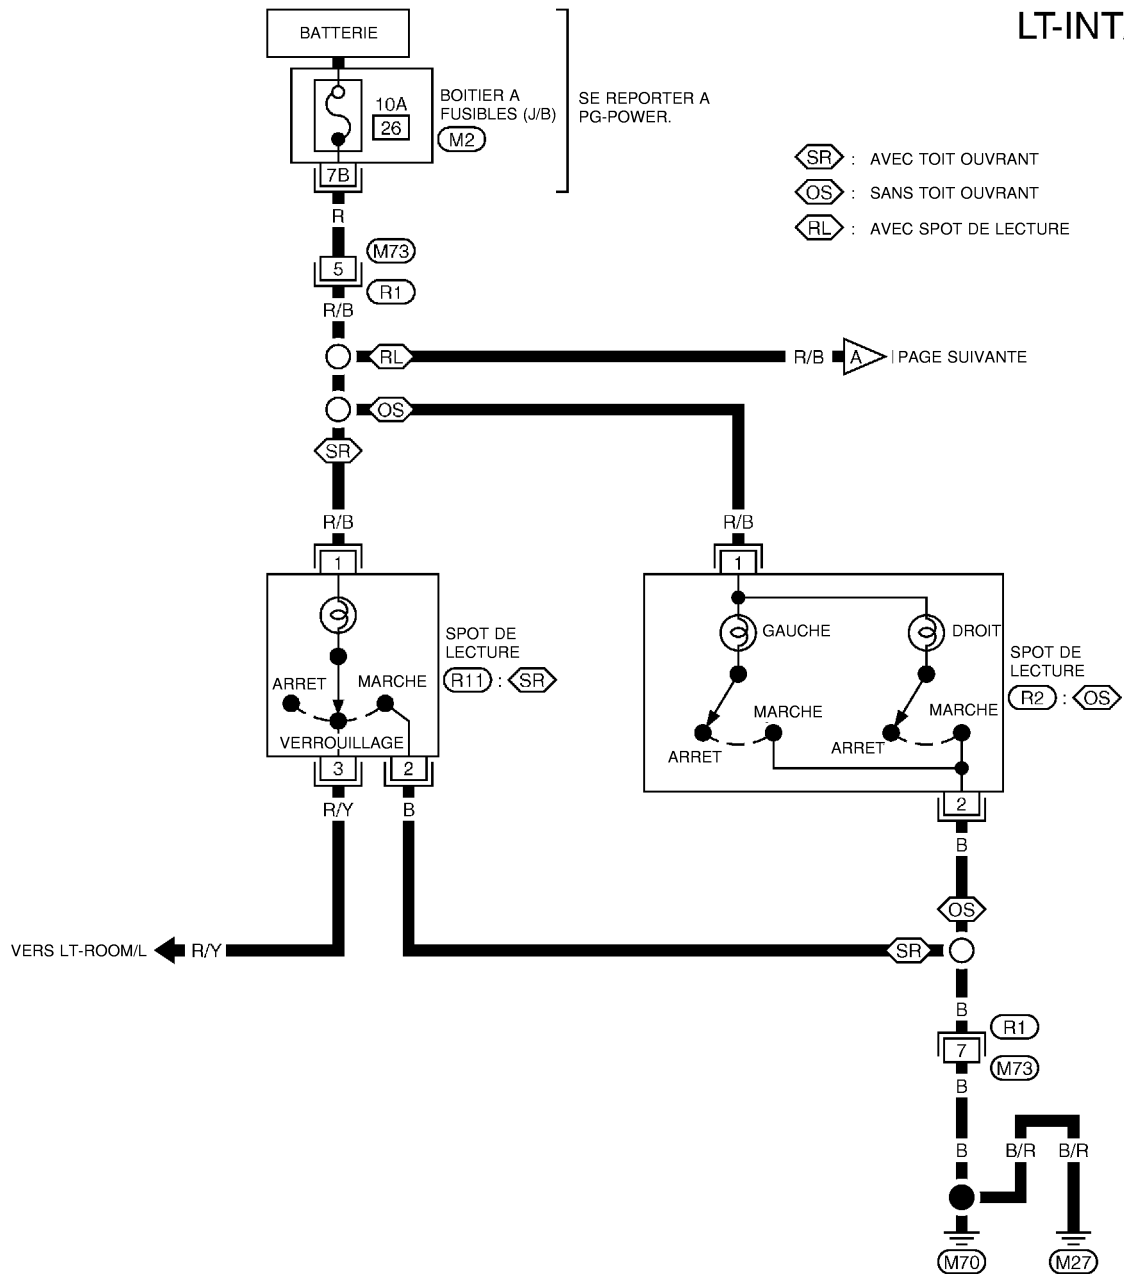 LT-INT
BATTERIE
10A
26
BOITIER A
FUSIBLES (J/B)
M2
SE REPORTER A
PG-POWER.
7B
R
SR : AVEC TOIT OUVRANT
OS : SANS TOIT OUVRANT
RL : AVEC SPOT DE LECTURE
M73
5
R1
R/B
RL
R/B
A
PAGE SUIVANTE
OS
SR
R/B
R/B
1
1
GAUCHE
DROIT
SPOT DE
LECTURE
R11 : SR
ARRET
MARCHE
VERROUILLAGE
SPOT DE
LECTURE
R2 : OS
MARCHE
MARCHE
ARRET
ARRET
3
2
R/Y
B
2
B
OS
VERS LT-ROOM/L
R/Y
SR
B
R1
7
M73
B
B
B/R
B/R
M70
M27